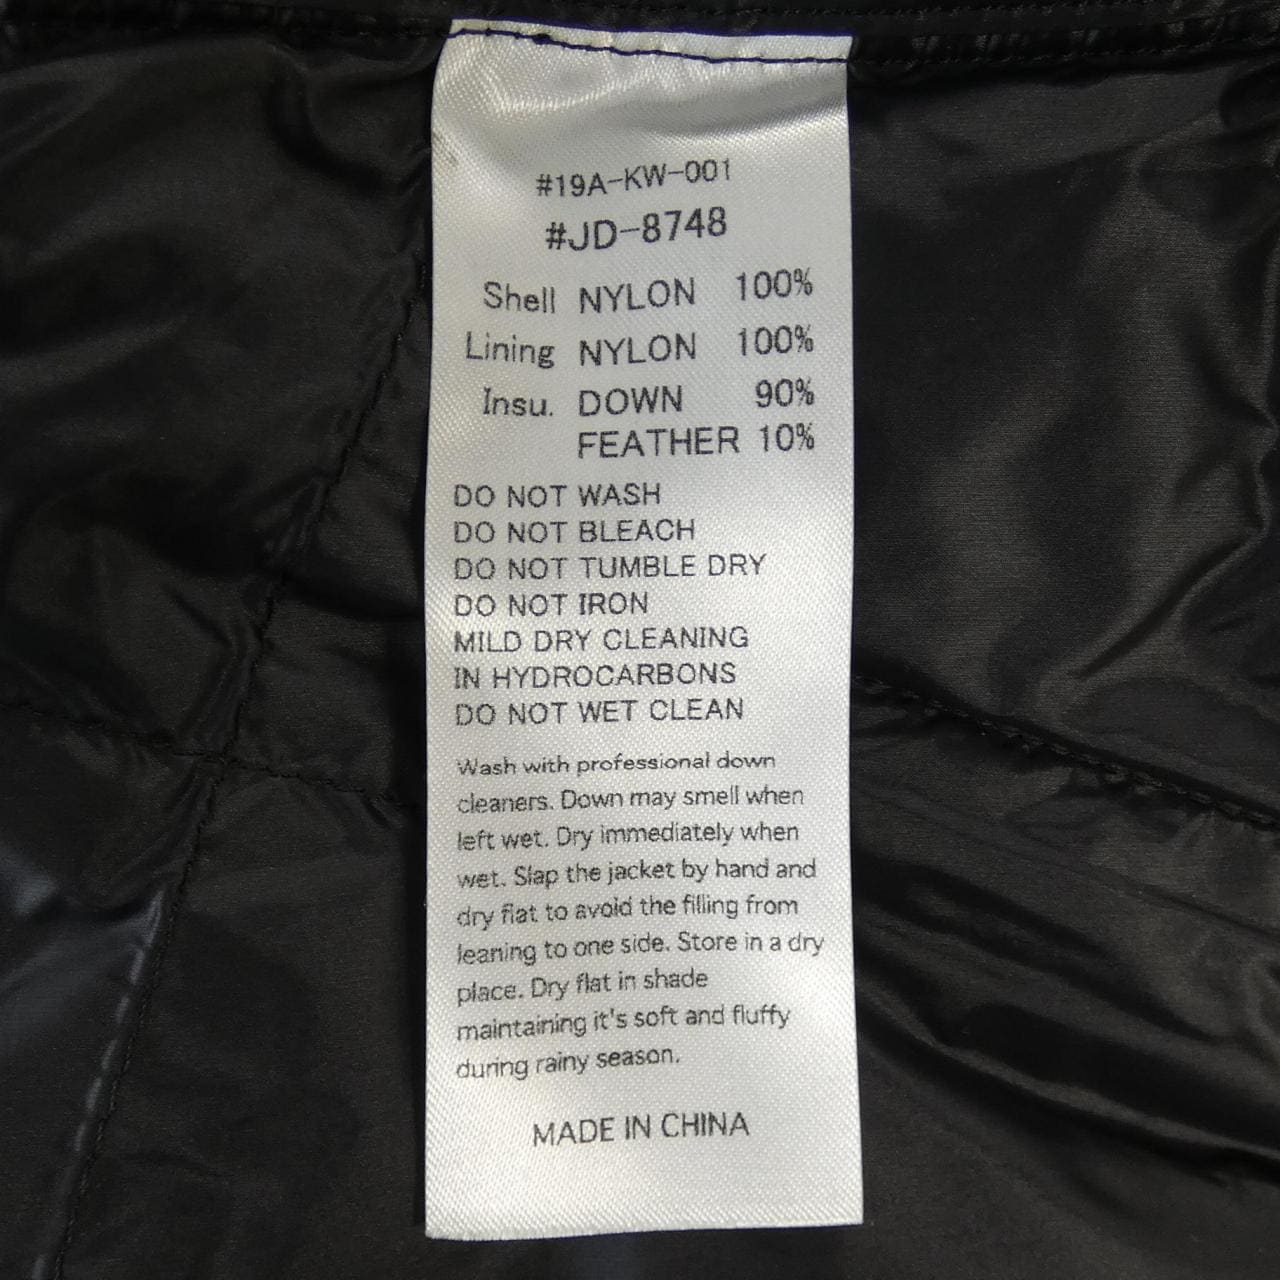 #19A-KW-001
#JD-8748
Shell NYLON 100%
Lining NYLON 100%
Insu. DOWN 90%
FEATHER 10%
DO NOT WASH
DO NOT BLEACH
DO NOT TUMBLE DRY
DO NOT IRON
MILD DRY CLEANING
IN HYDROCARBONS
DO NOT WET CLEAN
Wash with professional down
cleaners. Down may smell when
left wet. Dry immediately when
wet. Slap the jacket by hand and
dry flat to avoid the filling from
leaning to one side. Store in a dry
place. Dry flat in shade
maintaining it's soft and fluffy
during rainy season.
MADE IN CHINA